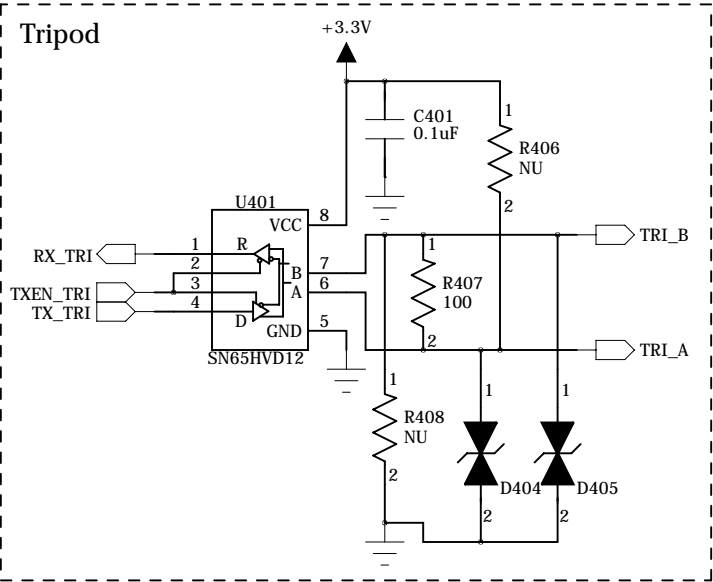 Tripod
+3.3V
C401
0.1uF
1
R406
NU
2
U401
VCC
8
RX_TRI
1
R
2
TXEN_TRI
3
TX_TRI
4
D
B
7
A
6
GND
5
SN65HVD12
TRI_B
1
R407
100
2
TRI_A
1
R408
NU
2
1
D404
2
1
D405
2